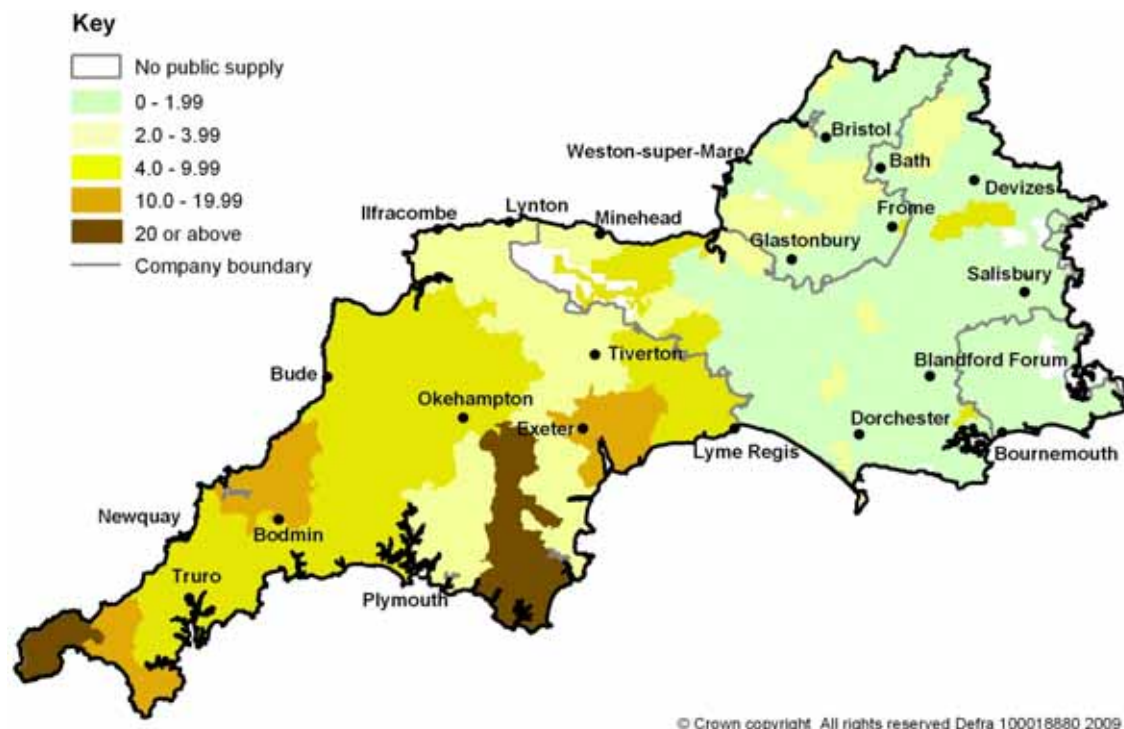 Key
No public supply
0 - 1.99
2.0 - 3.99
4.0 - 9.99
10.0 - 19.99
20 or above
Company boundary
Bristol
Weston-super-Mare
Bath
Devizes
Ilfracombe
Lynton
Minehead
Frome
Glastonbury
Salisbury
Tiverton
Bude
Blandford Forum
Okehampton
Exeter
Dorchester
Lyme Regis
Bournemouth
Newquay
Bodmin
Truro
Plymouth
© Crown copyright All rights reserved Defra 100018880 2009